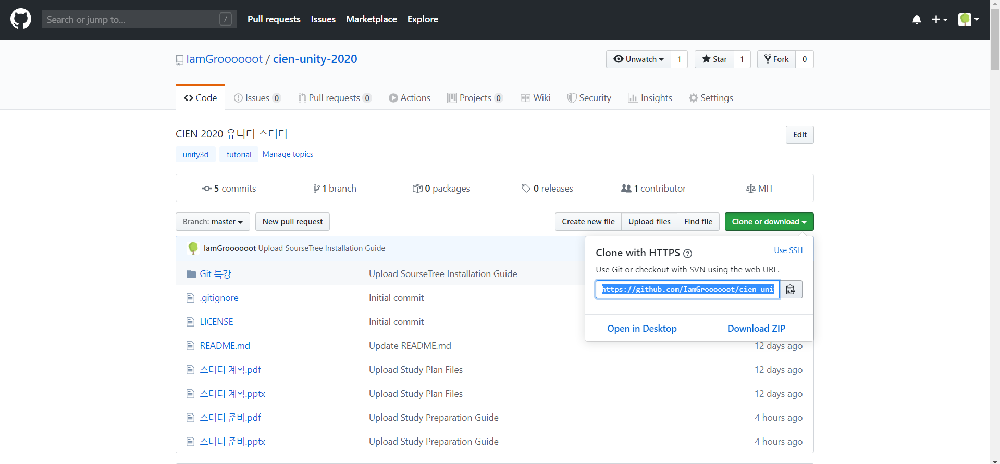 Search or jump to... /
Pull requests Issues Marketplace Explore
IamGroooooot / cien-unity-2020
Unwatch 1 Star 1 Fork 0
Code Issues 0 Pull requests 0 Actions Projects 0 Wiki Security Insights Settings
CIEN 2020 유니티 스터디
Edit
unity3d tutorial Manage topics
5 commits 1 branch 0 packages 0 releases 1 contributor MIT
Branch: master New pull request Create new file Upload files Find file Clone or download
IamGroooooot Upload SourseTree Installation Guide
Clone with HTTPS ?
Use SSH
Use Git or checkout with SVN using the web URL.
https://github.com/IamGroooooot/cien-uni
Open in Desktop Download ZIP
Git 특강 Upload SourseTree Installation Guide
.gitignore Initial commit
LICENSE Initial commit
README.md Update README.md 12 days ago
스터디 계획.pdf Upload Study Plan Files 12 days ago
스터디 계획.pptx Upload Study Plan Files 12 days ago
스터디 준비.pdf Upload Study Preparation Guide 4 hours ago
스터디 준비.pptx Upload Study Preparation Guide 4 hours ago